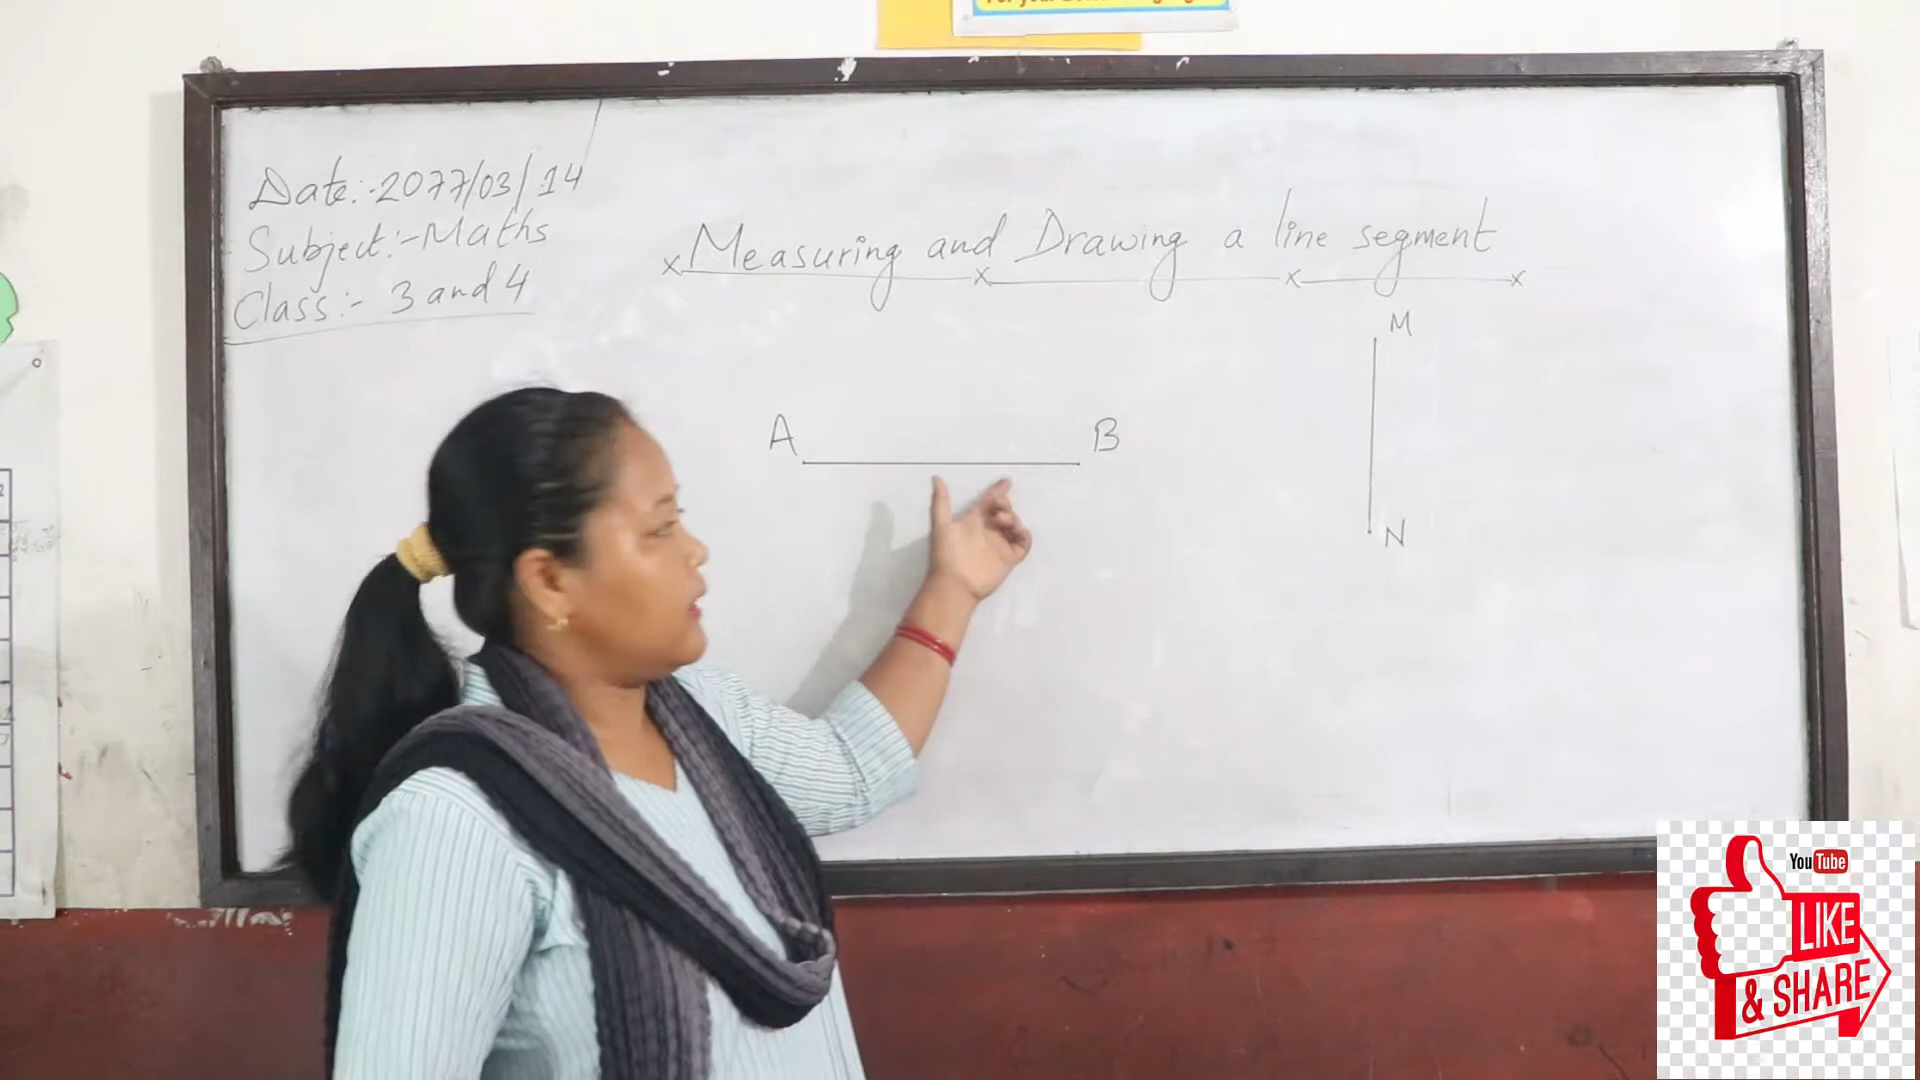 Date:-2077/03/14
Subject:-Maths
Class:- 3 and 4
Measuring and Drawing a line segment
M
A
B
N
YouTube
LIKE
& SHARE